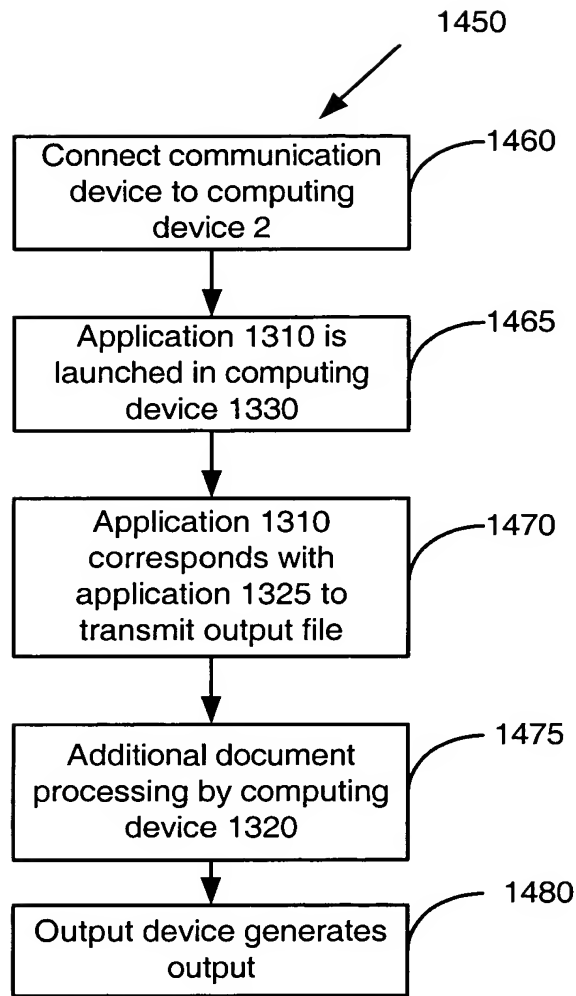 1450
Connect communication
device to computing
device 2
1460
Application 1310 is
launched in computing
device 1330
1465
Application 1310
corresponds with
application 1325 to
transmit output file
1470
Additional document
processing by computing
device 1320
1475
Output device generates
output
1480